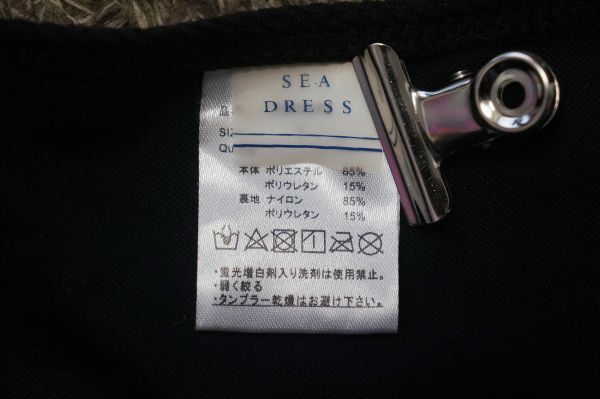 SEA
DRESS
本体 ポリエステル 85%
ポリウレタン 15%
裏地 ナイロン 85%
ポリウレタン 15%
・蛍光増白剤入り洗剤は使用禁止。
・弱く絞る
・タンブラー乾燥はお避け下さい。